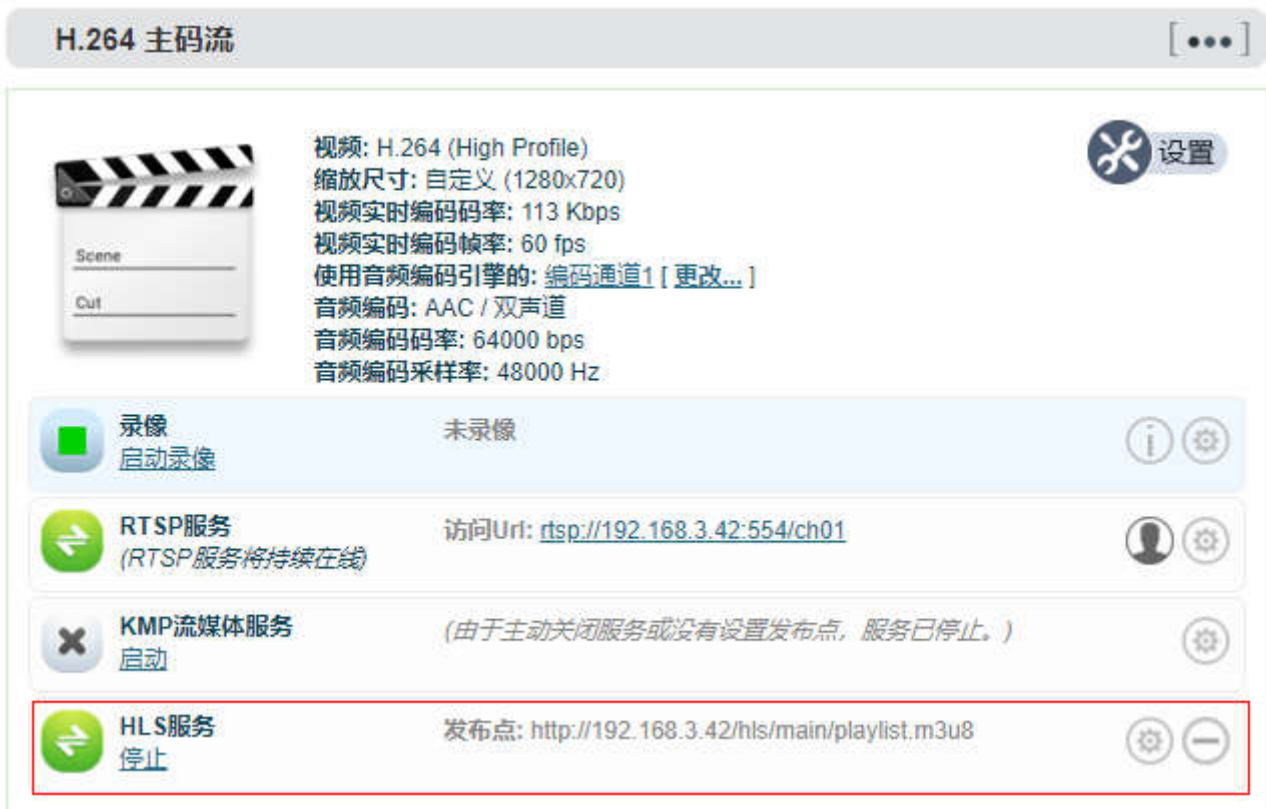 H.264 主码流
[•••]
设置
视频: H.264 (High Profile)
缩放尺寸: 自定义 (1280x720)
视频实时编码码率: 113 Kbps
视频实时编码帧率: 60 fps
使用音频编码引擎的: 编码通道1 [ 更改... ]
音频编码: AAC / 双声道
音频编码码率: 64000 bps
音频编码采样率: 48000 Hz
Scene
Cut
录像
启动录像
未录像
RTSP服务
(RTSP服务将持续在线)
访问Url: rtsp://192.168.3.42:554/ch01
KMP流媒体服务
启动
(由于主动关闭服务或没有设置发布点，服务已停止。)
HLS服务
停止
发布点: http://192.168.3.42/hls/main/playlist.m3u8